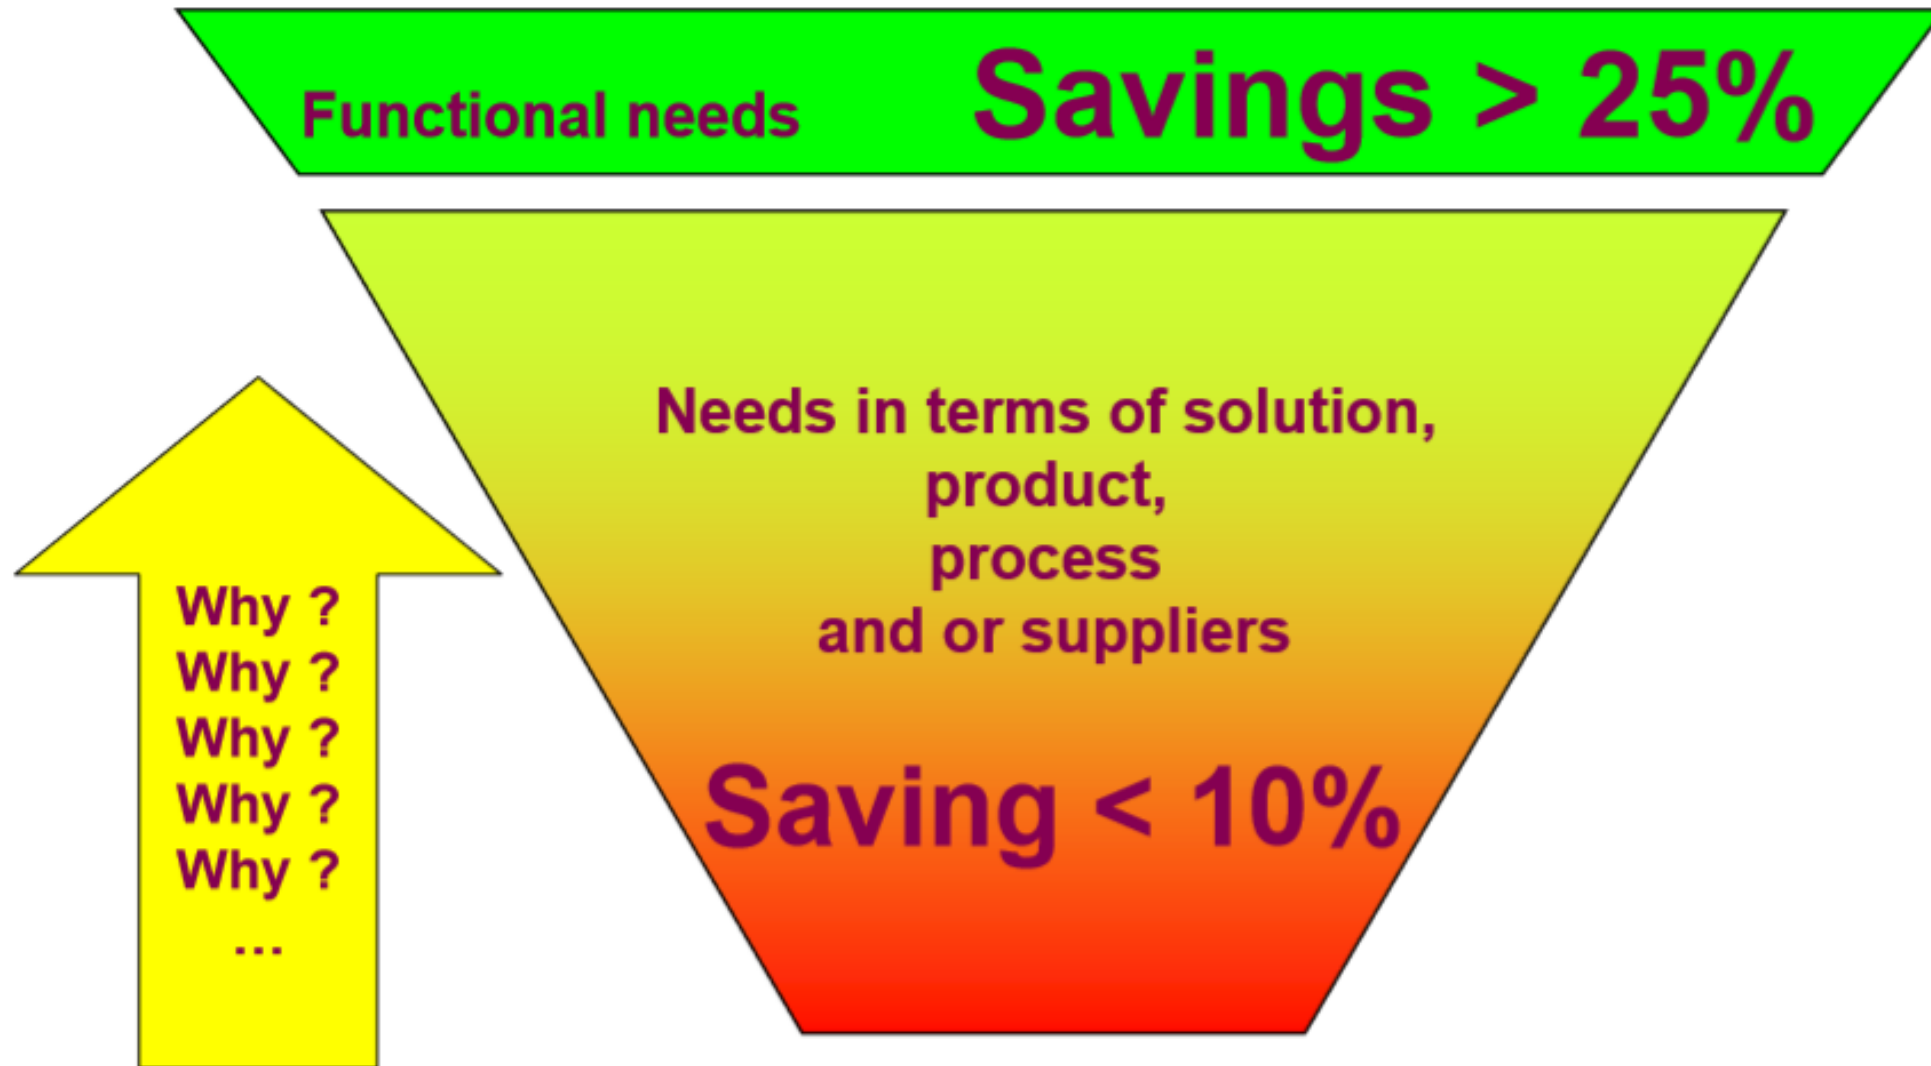 Functional needs Savings > 25%
Needs in terms of solution,
product,
process
and or suppliers
Saving < 10%
Why ?
Why ?
Why ?
Why ?
Why ?
...